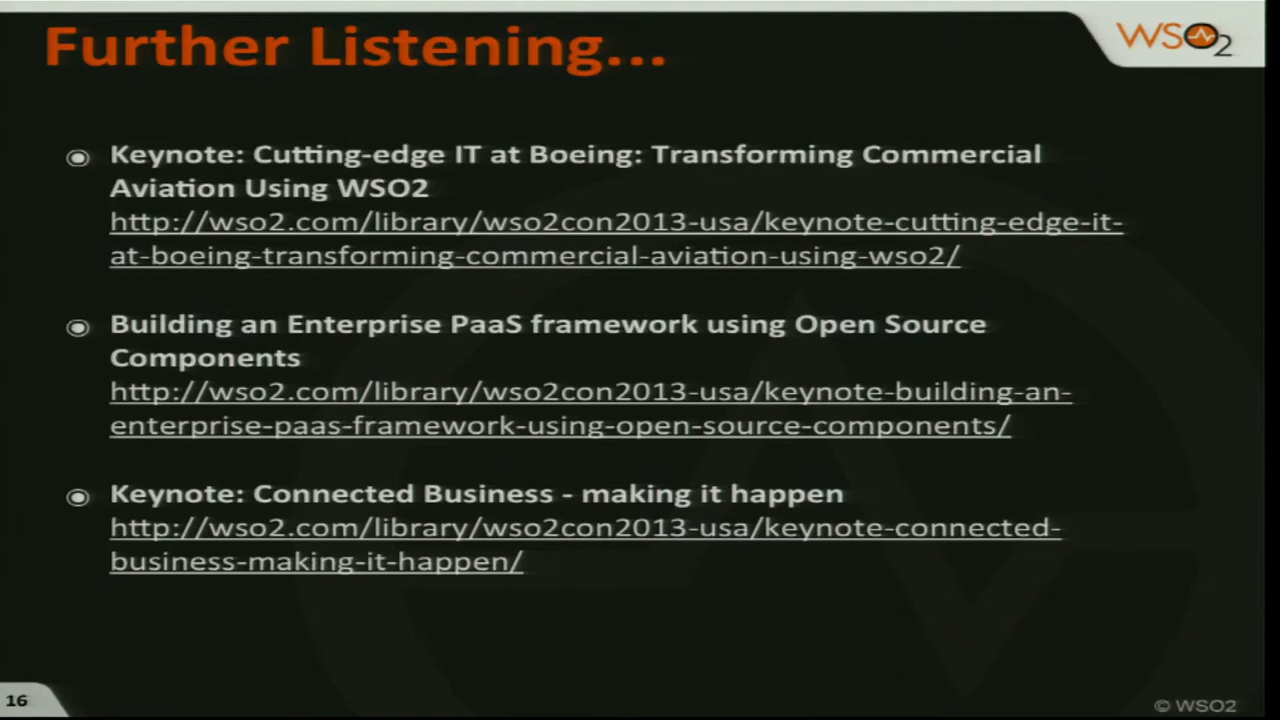 Further Listening...
WSO2
Keynote: Cutting-edge IT at Boeing: Transforming Commercial
Aviation Using WSO2
http://wso2.com/library/wso2con2013-usa/keynote-cutting-edge-it-
at-boeing-transforming-commercial-aviation-using-wso2/
Building an Enterprise PaaS framework using Open Source
Components
http://wso2.com/library/wso2con2013-usa/keynote-building-an-
enterprise-paas-framework-using-open-source-components/
Keynote: Connected Business - making it happen
http://wso2.com/library/wso2con2013-usa/keynote-connected-
business-making-it-happen/
16
© WSO2